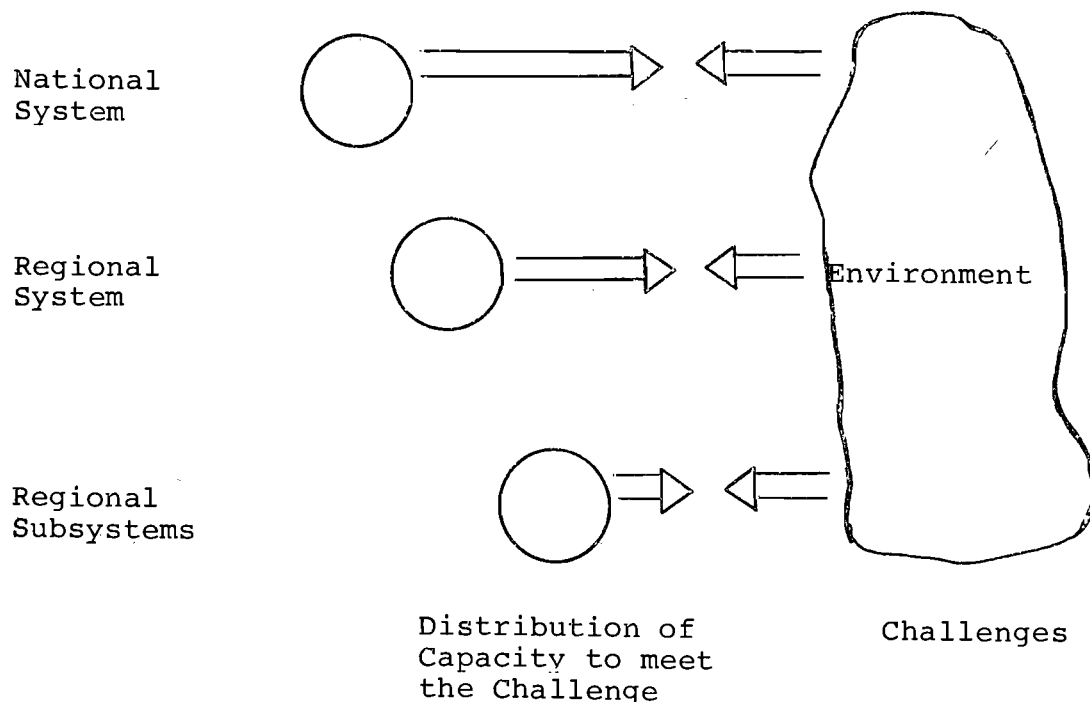 National
System
Regional
System
Environment
Regional
Subsystems
Distribution of
Capacity to meet
the Challenge
Challenges